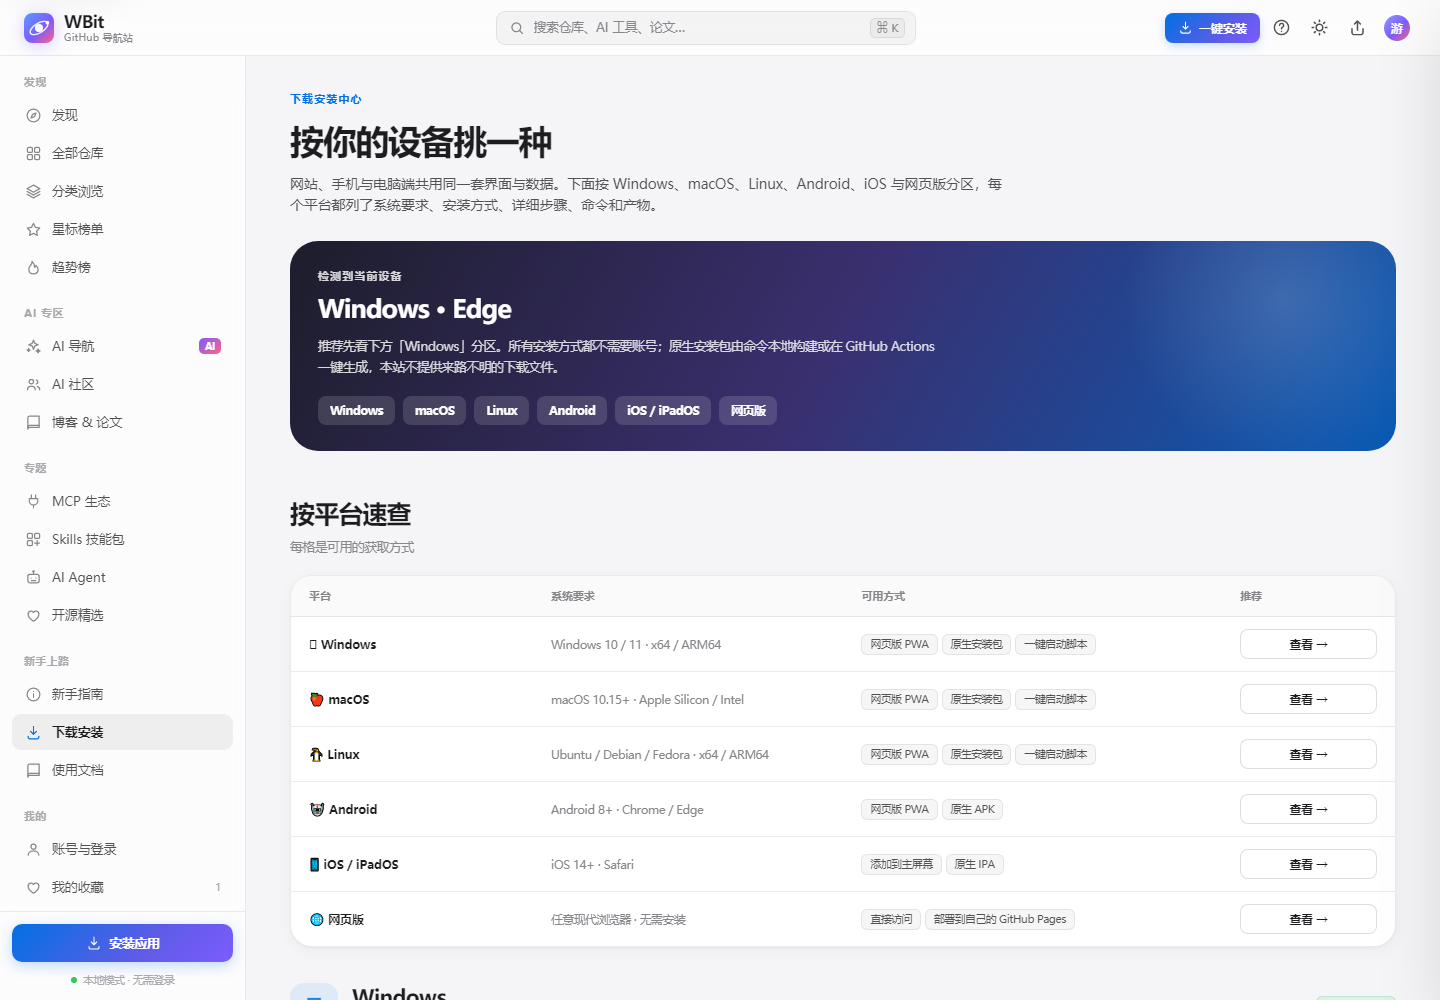 WBit
GitHub 导航站
搜索仓库、AI 工具、论文...
⌘ K
一键安装
游
发现
发现
全部仓库
分类浏览
星标榜单
趋势榜
AI 专区
AI 导航
AI
AI 社区
博客 & 论文
专题
MCP 生态
Skills 技能包
AI Agent
开源精选
新手上路
新手指南
下载安装
使用文档
我的
账号与登录
我的收藏
1
安装应用
本地模式 · 无需登录
下载安装中心
按你的设备挑一种
网站、手机与电脑端共用同一套界面与数据。下面按 Windows、macOS、Linux、Android、iOS 与网页版分区，每
个平台都列了系统要求、安装方式、详细步骤、命令和产物。
检测到当前设备
Windows • Edge
推荐先看下方「Windows」分区。所有安装方式都不需要账号；原生安装包由命令本地构建或在 GitHub Actions
一键生成，本站不提供来路不明的下载文件。
Windows
macOS
Linux
Android
iOS / iPadOS
网页版
按平台速查
每格是可用的获取方式
平台
系统要求
可用方式
推荐
Windows
Windows 10 / 11 · x64 / ARM64
网页版 PWA
原生安装包
一键启动脚本
查看 →
macOS
macOS 10.15+ · Apple Silicon / Intel
网页版 PWA
原生安装包
一键启动脚本
查看 →
Linux
Ubuntu / Debian / Fedora · x64 / ARM64
网页版 PWA
原生安装包
一键启动脚本
查看 →
Android
Android 8+ · Chrome / Edge
网页版 PWA
原生 APK
查看 →
iOS / iPadOS
iOS 14+ · Safari
添加到主屏幕
原生 IPA
查看 →
网页版
任意现代浏览器 · 无需安装
直接访问
部署到自己的 GitHub Pages
查看 →
Windows